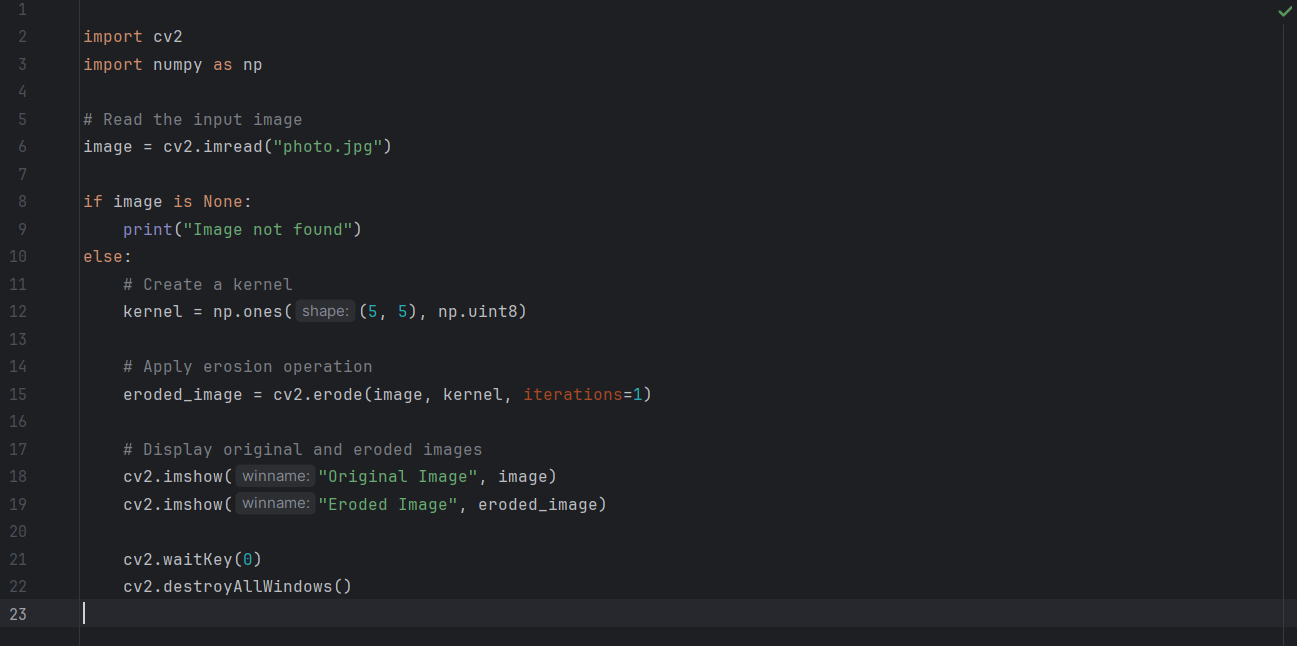 1
2 import cv2
3 import numpy as np
4
5 # Read the input image
6 image = cv2.imread("photo.jpg")
7
8 if image is None:
9     print("Image not found")
10 else:
11     # Create a kernel
12     kernel = np.ones( shape: (5, 5), np.uint8)
13
14     # Apply erosion operation
15     eroded_image = cv2.erode(image, kernel, iterations=1)
16
17     # Display original and eroded images
18     cv2.imshow( winname: "Original Image", image)
19     cv2.imshow( winname: "Eroded Image", eroded_image)
20
21     cv2.waitKey(0)
22     cv2.destroyAllWindows()
23